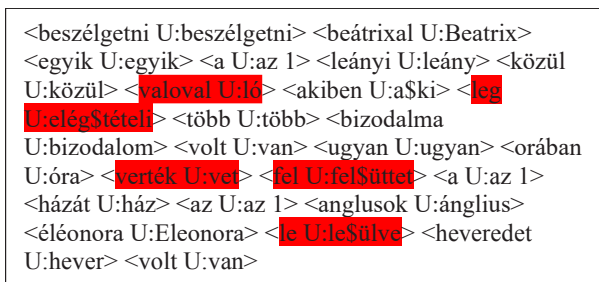 <beszélgetni U:beszélgetni> <beátrixal U:Beatrix>
<egyik U:egyik> <a U:az 1> <leányi U:leány> <közül
U:közül> <valoval U:ló> <akiben U:a$ki> <leg
U:elég$tételi> <több U:több> <bizodalma
U:bizodalom> <volt U:van> <ugyan U:ugyan> <orában
U:óra> <verték U:vet> <fel U:fel$üttet> <a U:az 1>
<házát U:ház> <az U:az 1> <anglusok U:ánglius>
<éléonora U:Eleonora> <le U:le$ülve> <heveredet
U:hever> <volt U:van>